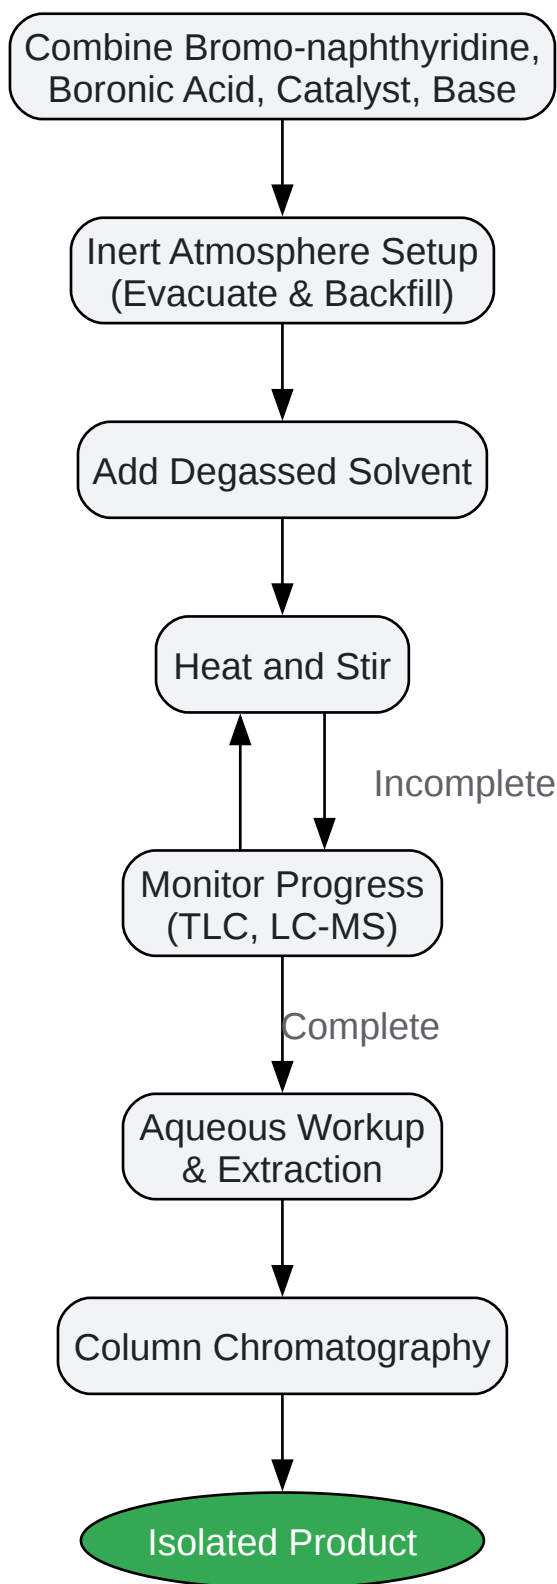 Combine Bromo-naphthyridine,
Boronic Acid, Catalyst, Base
Inert Atmosphere Setup
(Evacuate & Backfill)
Add Degassed Solvent
Heat and Stir
Incomplete
Monitor Progress
(TLC, LC-MS)
Complete
Aqueous Workup
& Extraction
Column Chromatography
Isolated Product